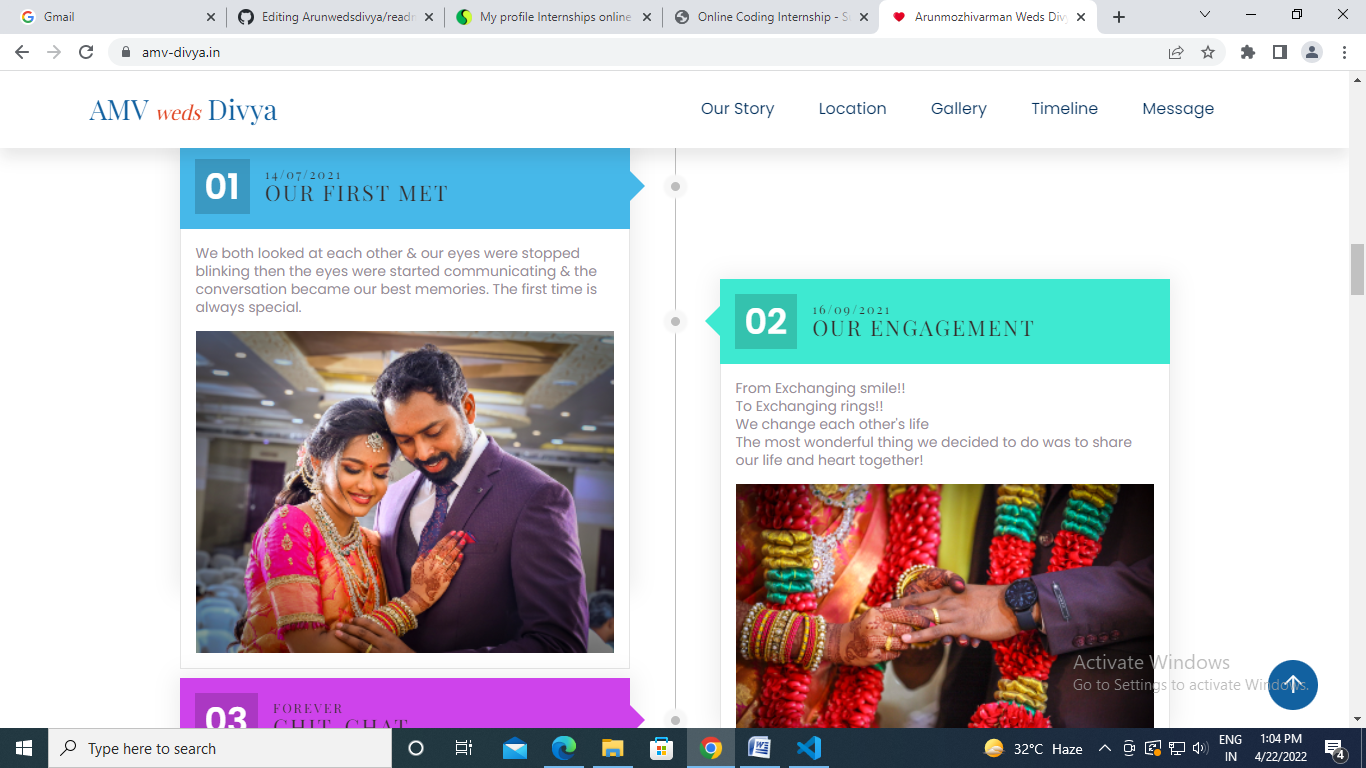 Gmail
Editing Arunwedsdivya/readm
My profile Internships online
Online Coding Internship - S
Arunmozhivarman Weds Div
amv-divya.in
AMV weds Divya
Our Story
Location
Gallery
Timeline
Message
01
14/07/2021
OUR FIRST MET
We both looked at each other & our eyes were stopped
blinking then the eyes were started communicating & the
conversation became our best memories. The first time is
always special.
02
16/09/2021
OUR ENGAGEMENT
From Exchanging smile!!
To Exchanging rings!!
We change each other's life
The most wonderful thing we decided to do was to share
our life and heart together!
03
FOREVER
CHIT-CHAT
Activate Windows
Go to Settings to activate Windows.
Type here to search
32°C Haze
ENG
IN
1:04 PM
4/22/2022
4